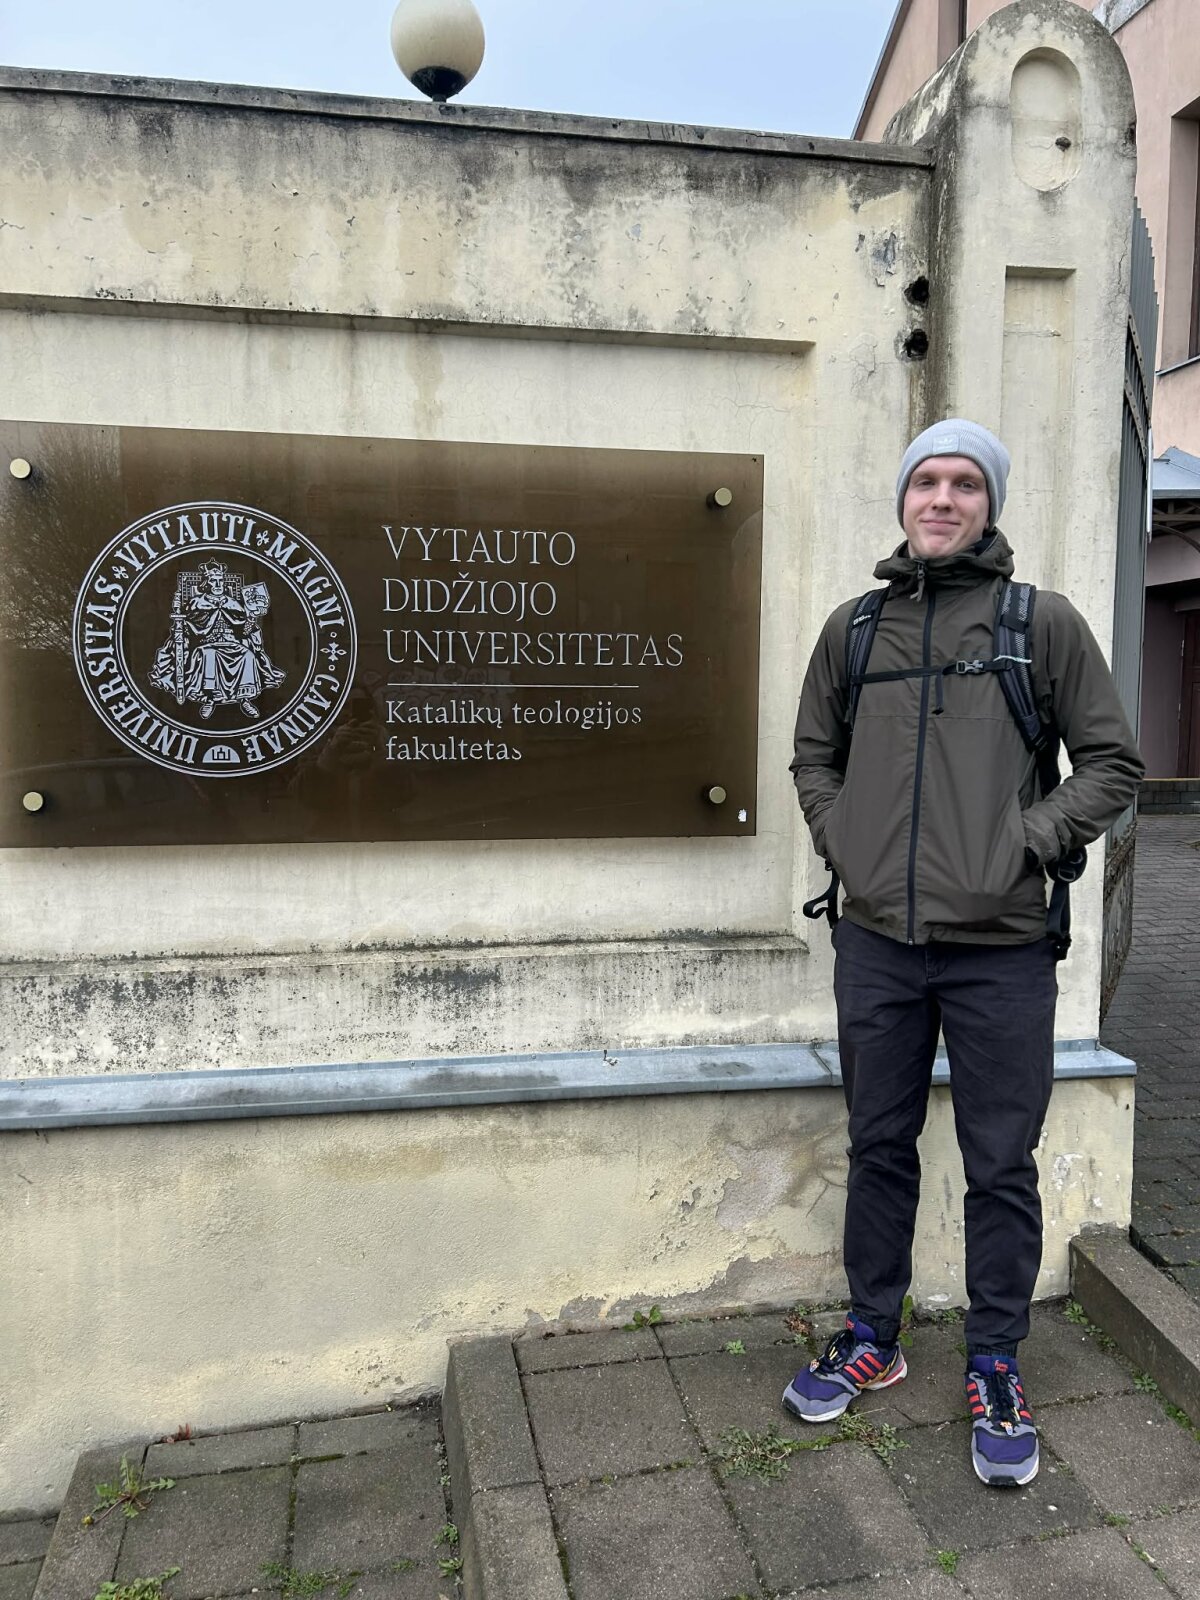 UNIVERSITAS VYTAUTI MAGNI CAUNAE
VYTAUTO
DIDŽIOJO
UNIVERSITETAS
Katalikų teologijos
fakultetas